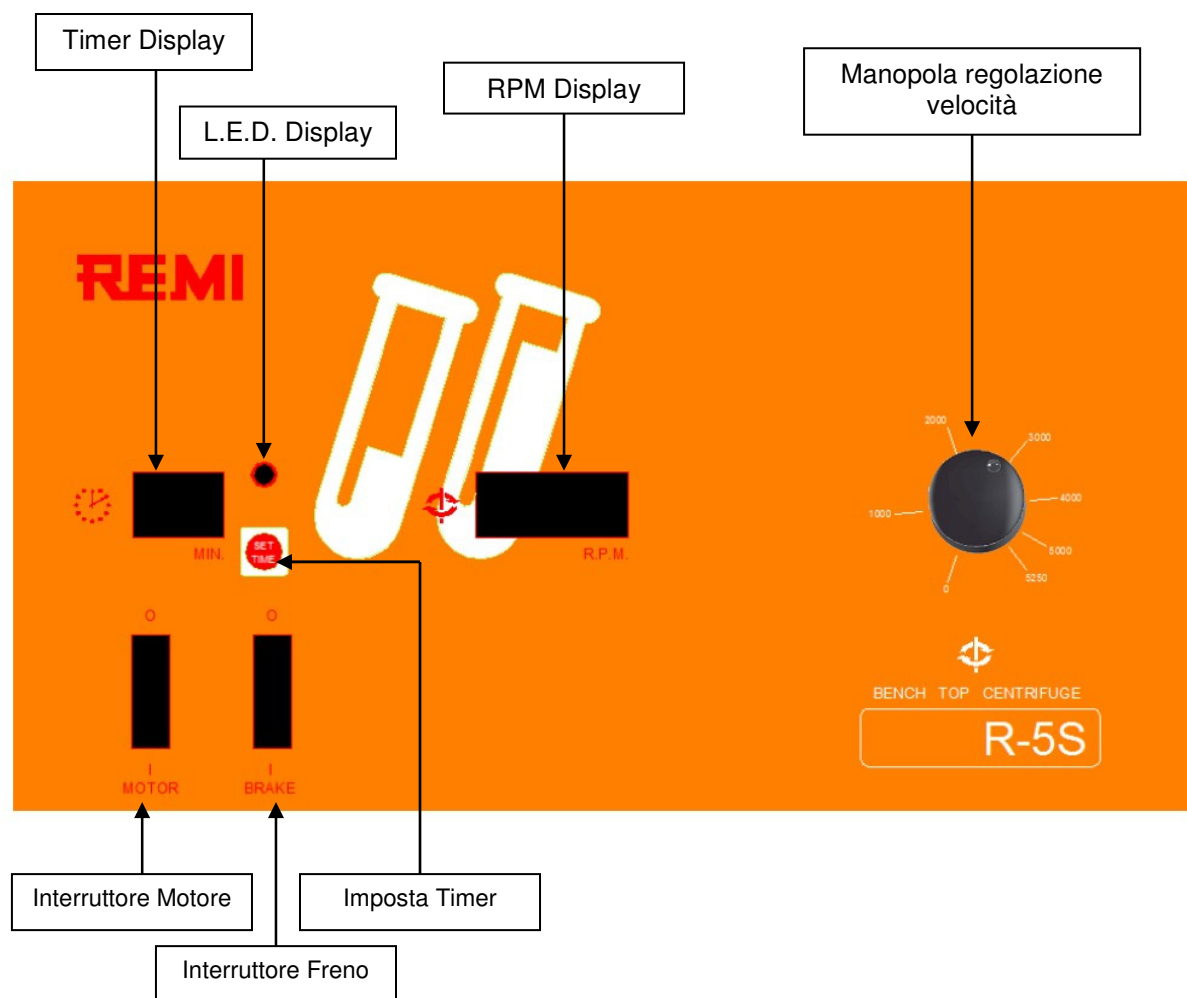 Timer Display
L.E.D. Display
RPM Display
Manopola regolazione
velocità
REMI
2000
3000
1000
4000
5000
0
5250
SET
TIME
MIN.
R.P.M.
O
O
I
I
MOTOR
BRAKE
BENCH TOP CENTRIFUGE
R-5S
Interruttore Motore
Imposta Timer
Interruttore Freno